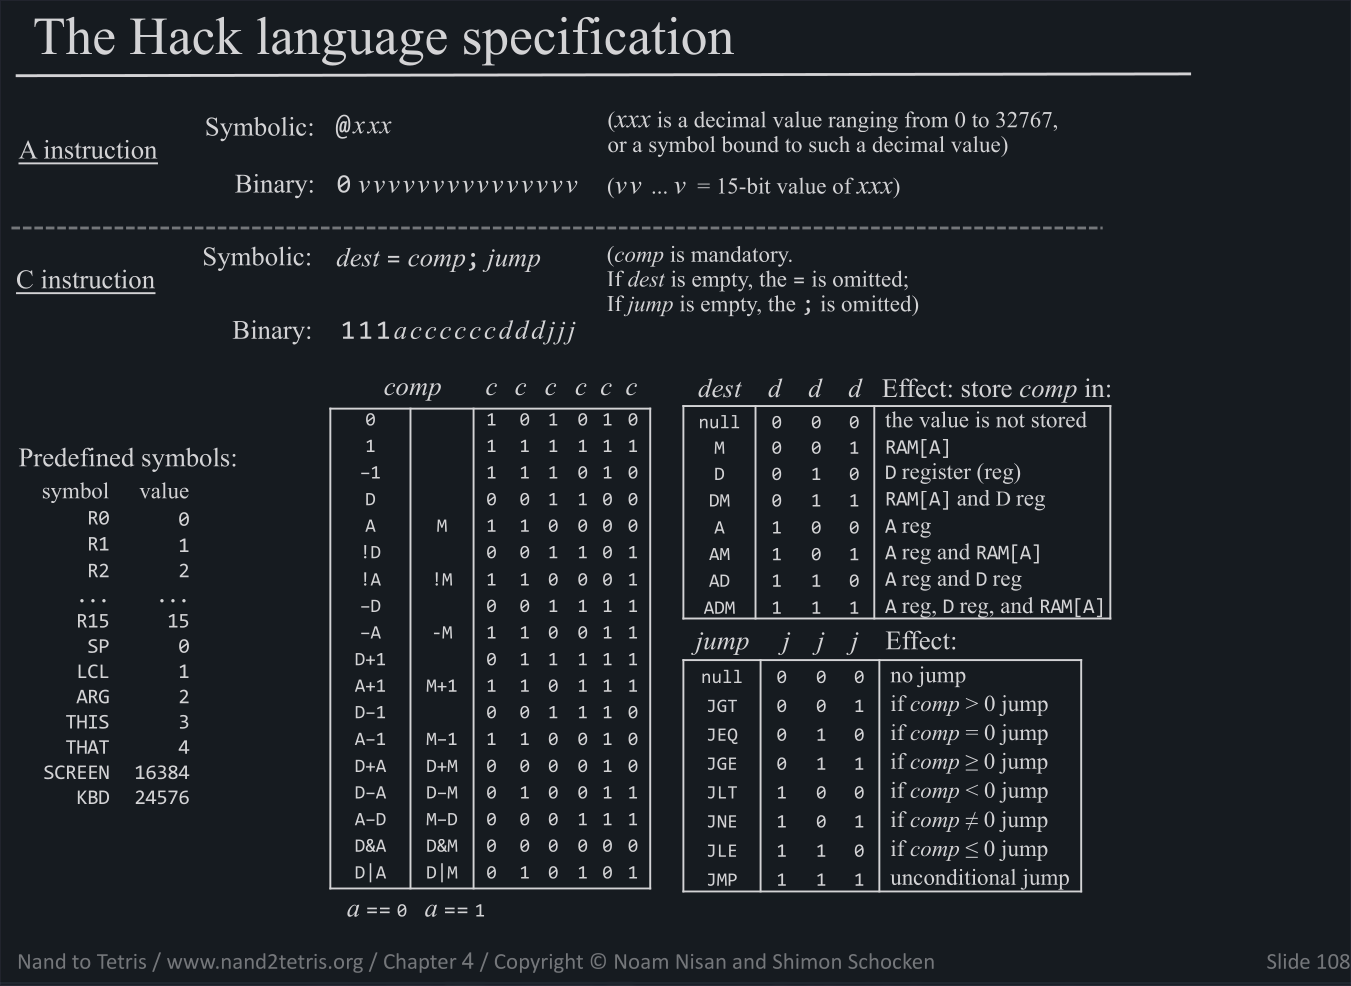 The Hack language specification
A instruction
Symbolic: @xxx (xxx is a decimal value ranging from 0 to 32767,
or a symbol bound to such a decimal value)
Binary: 0 vvvvvvvvvvvvvvv (vv ... v = 15-bit value of xxx)
C instruction
Symbolic: dest = comp; jump (comp is mandatory.
If dest is empty, the = is omitted;
If jump is empty, the ; is omitted)
Binary: 111accccccdddjjj
Predefined symbols:
symbol value
R0 0
R1 1
R2 2
... ...
R15 15
SP 0
LCL 1
ARG 2
THIS 3
THAT 4
SCREEN 16384
KBD 24576
comp c c c c c c
0 1 0 1 0 1 0
1 1 1 1 1 1 1
−1 1 1 1 0 1 0
D 0 0 1 1 0 0
A M 1 1 0 0 0 0
!D 0 0 1 1 0 1
!A !M 1 1 0 0 0 1
−D 0 0 1 1 1 1
−A -M 1 1 0 0 1 1
D+1 0 1 1 1 1 1
A+1 M+1 1 1 0 1 1 1
D−1 0 0 1 1 1 0
A−1 M−1 1 1 0 0 1 0
D+A D+M 0 0 0 0 1 0
D−A D−M 0 1 0 0 1 1
A−D M−D 0 0 0 1 1 1
D&A D&M 0 0 0 0 0 0
D|A D|M 0 1 0 1 0 1
a == 0 a == 1
dest d d d Effect: store comp in:
null 0 0 0 the value is not stored
M 0 0 1 RAM[A]
D 0 1 0 D register (reg)
DM 0 1 1 RAM[A] and D reg
A 1 0 0 A reg
AM 1 0 1 A reg and RAM[A]
AD 1 1 0 A reg and D reg
ADM 1 1 1 A reg, D reg, and RAM[A]
jump j j j Effect:
null 0 0 0 no jump
JGT 0 0 1 if comp > 0 jump
JEQ 0 1 0 if comp = 0 jump
JGE 0 1 1 if comp ≥ 0 jump
JLT 1 0 0 if comp < 0 jump
JNE 1 0 1 if comp ≠ 0 jump
JLE 1 1 0 if comp ≤ 0 jump
JMP 1 1 1 unconditional jump
Nand to Tetris / www.nand2tetris.org / Chapter 4 / Copyright © Noam Nisan and Shimon Schocken
Slide 108